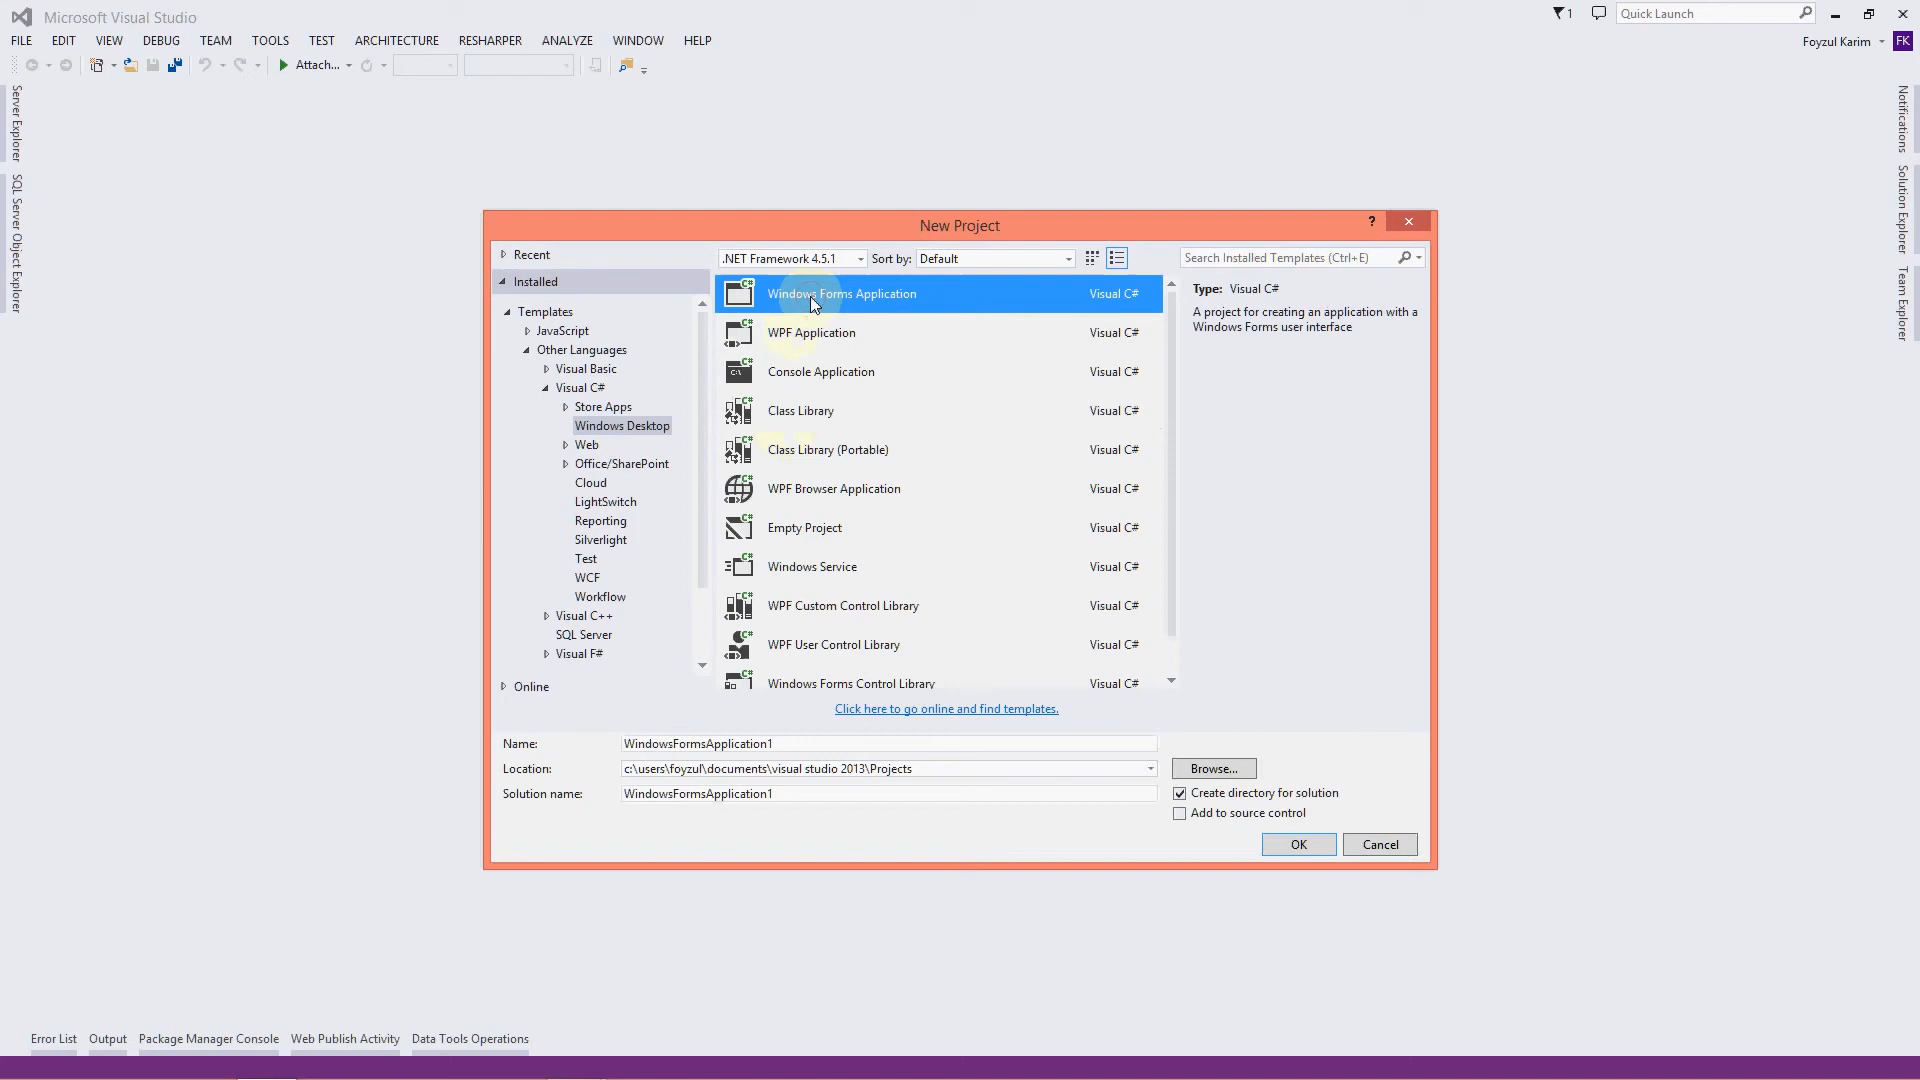 Microsoft Visual Studio
1
Quick Launch
FILE EDIT VIEW DEBUG TEAM TOOLS TEST ARCHITECTURE RESHARPER ANALYZE WINDOW HELP
Foyzul Karim FK
Attach...
Server Explorer
SQL Server Object Explorer
Notifications
Solution Explorer
Team Explorer
New Project
? 
Recent
Installed
Templates
JavaScript
Other Languages
Visual Basic
Visual C#
Store Apps
Windows Desktop
Web
Office/SharePoint
Cloud
LightSwitch
Reporting
Silverlight
Test
WCF
Workflow
Visual C++
SQL Server
Visual F#
Online
.NET Framework 4.5.1 Sort by: Default
Search Installed Templates (Ctrl+E)
Windows Forms Application Visual C#
WPF Application Visual C#
Console Application Visual C#
Class Library Visual C#
Class Library (Portable) Visual C#
WPF Browser Application Visual C#
Empty Project Visual C#
Windows Service Visual C#
WPF Custom Control Library Visual C#
WPF User Control Library Visual C#
Windows Forms Control Library Visual C#
Click here to go online and find templates.
Type: Visual C#
A project for creating an application with a
Windows Forms user interface
Name: WindowsFormsApplication1
Location: c:\users\foyzul\documents\visual studio 2013\Projects Browse...
Solution name: WindowsFormsApplication1
Create directory for solution
Add to source control
OK Cancel
Error List Output Package Manager Console Web Publish Activity Data Tools Operations